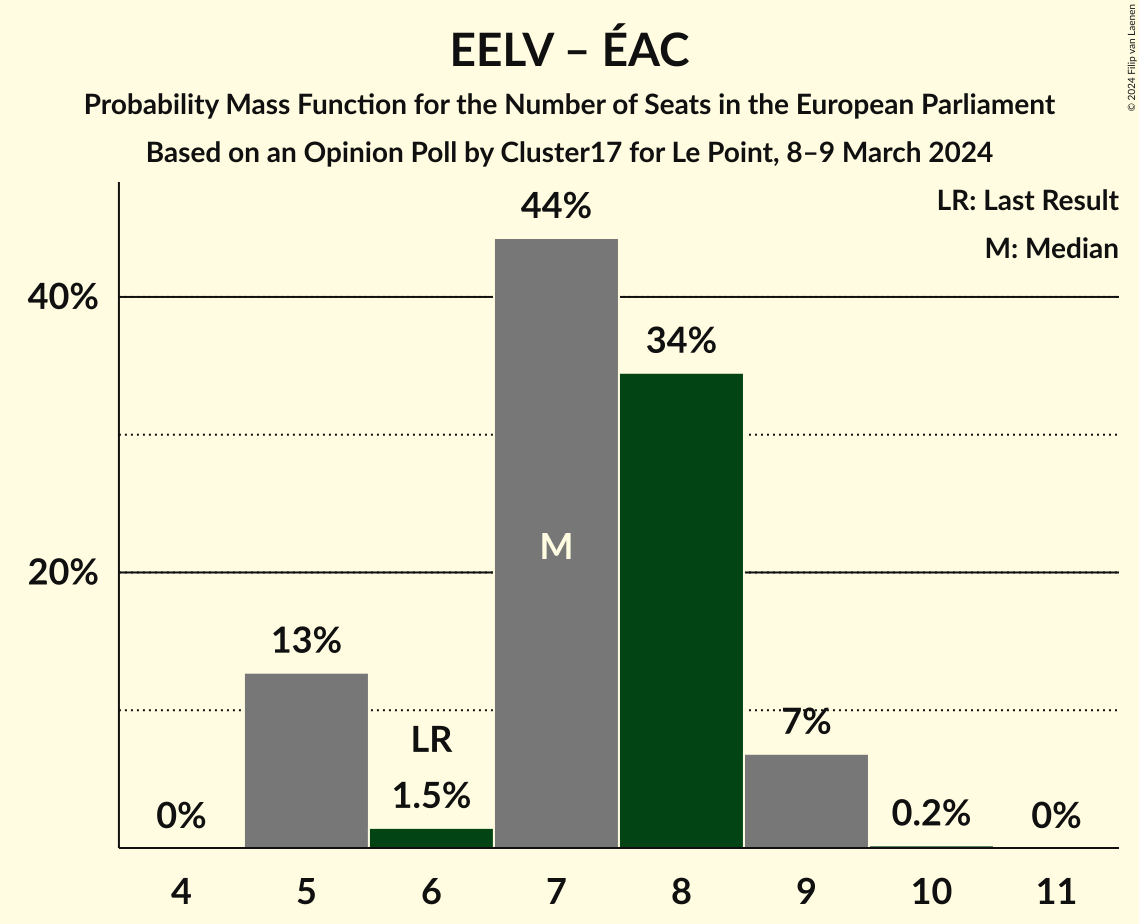 EELV – ÉAC
Probability Mass Function for the Number of Seats in the European Parliament
Based on an Opinion Poll by Cluster17 for Le Point, 8–9 March 2024
© 2024 Filip van Laenen
LR: Last Result
M: Median
44%
40%
34%
M
20%
13%
LR
7%
1.5%
0%
0.2%
0%
4 5 6 7 8 9 10 11